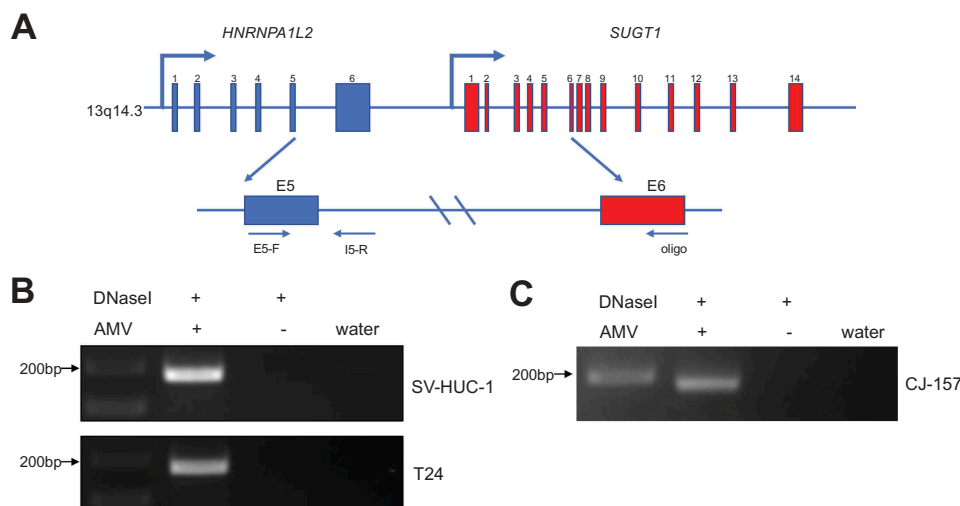 A
HNRNPA1L2 SUGT1
1 2 3 4 5 6 1 2 3 4 5 6 7 8 9 10 11 12 13 14
13q14.3
E5 E6
E5-F I5-R oligo
B
DNaseI + +
AMV + - water
200bp
SV-HUC-1
200bp
T24
C
DNaseI + +
AMV + - water
200bp
CJ-157